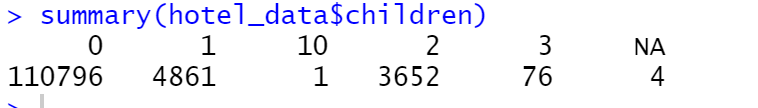 > summary(hotel_data$children)
0 1 10 2 3 NA
110796 4861 1 3652 76 4
>